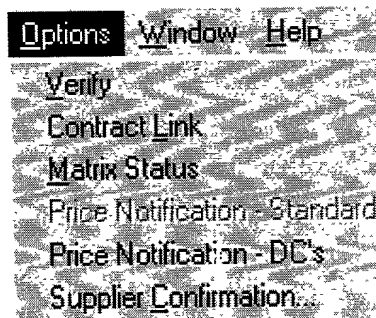 Options Window Help
Verify
Contract Link
Matrix Status
Price Notification - Standard
Price Notification - DC's
Supplier Confirmation...